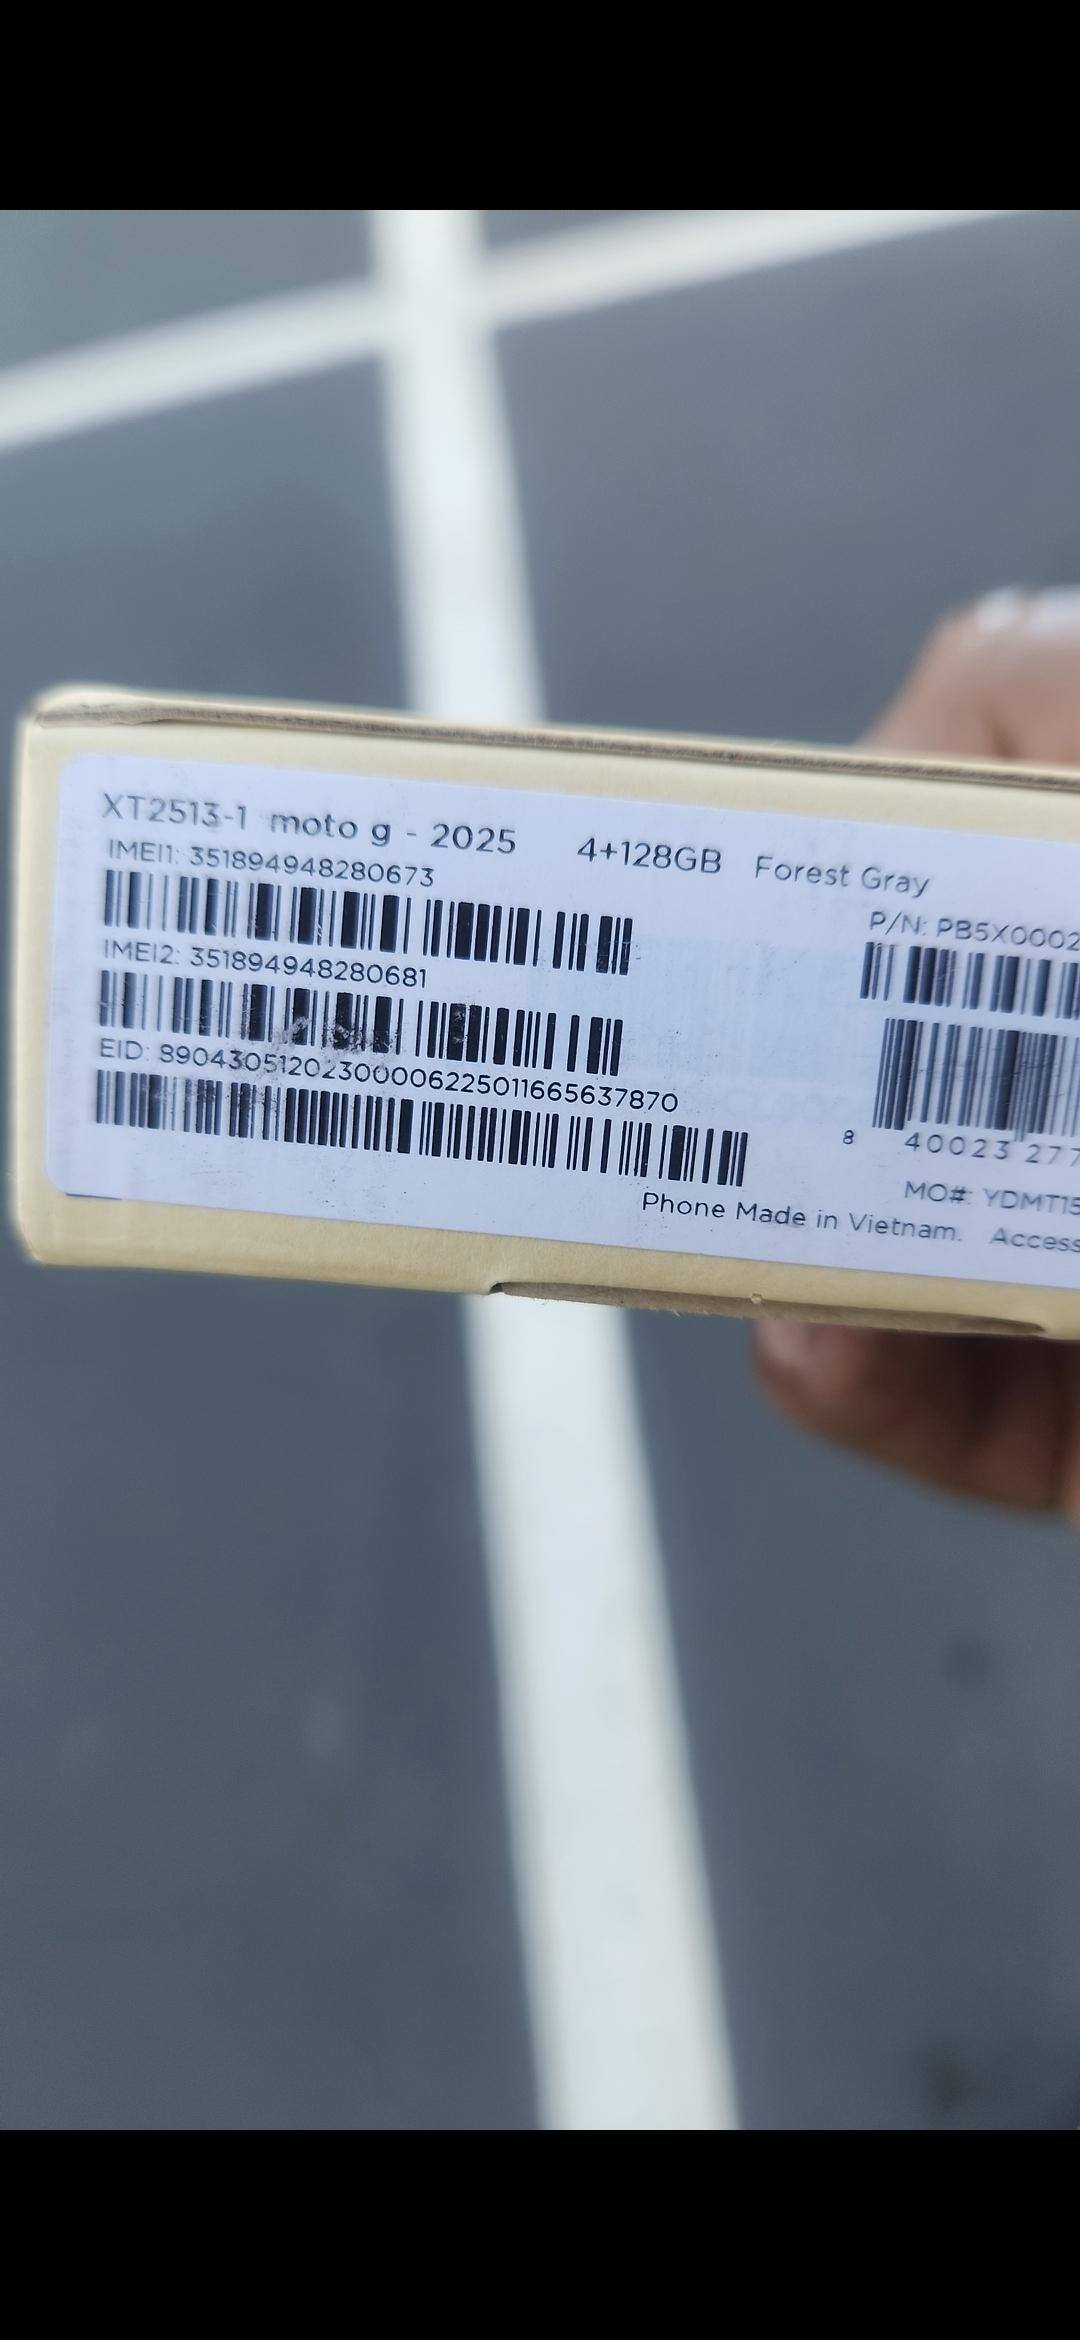 XT2513-1 moto g - 2025 4+128GB Forest Gray
IMEI1: 351894948280673
IMEI2: 351894948280681
EID: 89043051202300006225011665637870
P/N: PB5X0002
8 40023 277
MO#: YDMT15
Phone Made in Vietnam. Access